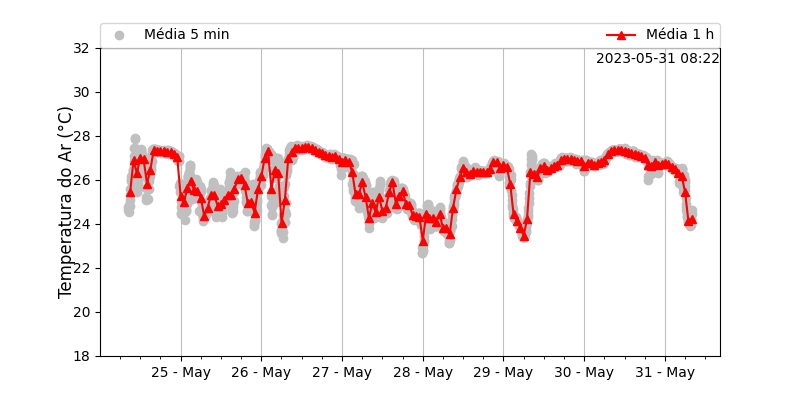 Média 5 min
Média 1 h
2023-05-31 08:22
Temperatura do Ar (°C)
32
30
28
26
24
22
20
18
25 - May
26 - May
27 - May
28 - May
29 - May
30 - May
31 - May